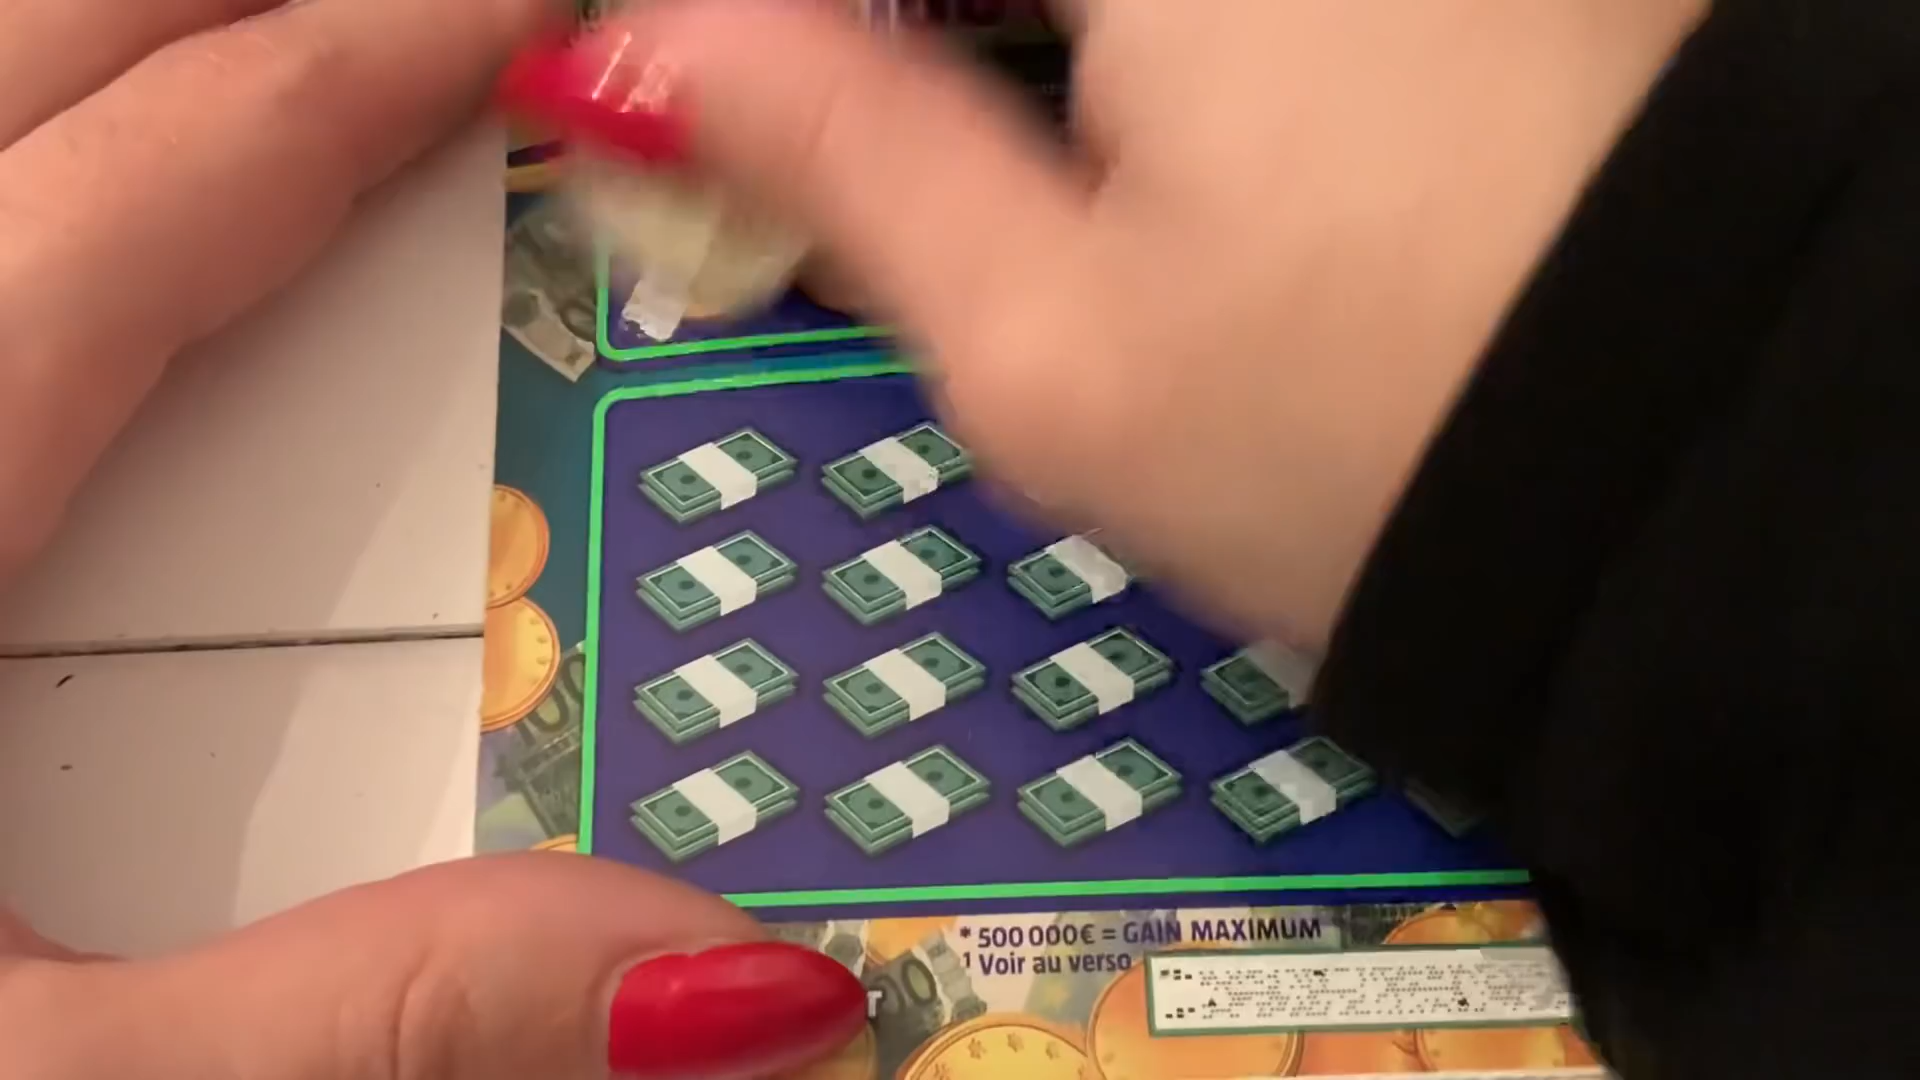 * 500 000€ = GAIN MAXIMUM
¹ Voir au verso